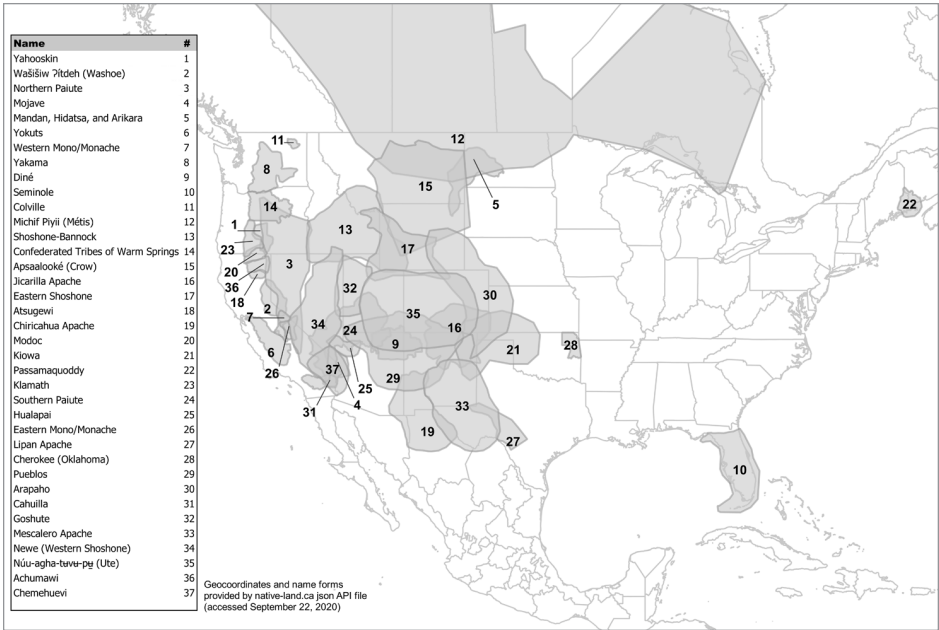 Name #
Yahooskin 1
Wašišiw ʔítdeh (Washoe) 2
Northern Paiute 3
Mojave 4
Mandan, Hidatsa, and Arikara 5
Yokuts 6
Western Mono/Monache 7
Yakama 8
Diné 9
Seminole 10
Colville 11
Michif Piyii (Métis) 12
Shoshone-Bannock 13
Confederated Tribes of Warm Springs 14
Apsaalooké (Crow) 15
Jicarilla Apache 16
Eastern Shoshone 17
Atsugewi 18
Chiricahua Apache 19
Modoc 20
Kiowa 21
Passamaquoddy 22
Klamath 23
Southern Paiute 24
Hualapai 25
Eastern Mono/Monache 26
Lipan Apache 27
Cherokee (Oklahoma) 28
Pueblos 29
Arapaho 30
Cahuilla 31
Goshute 32
Mescalero Apache 33
Newe (Western Shoshone) 34
Núu-agha-tʉvʉ-pʉ̱ (Ute) 35
Achumawi 36
Chemehuevi 37
11
12
8
15
5
14
22
1
13
23
17
20
3
36
32
30
18
2
7
35
34
24
16
9
28
21
6
26
37
25
29
31
4
33
19
27
10
Geocoordinates and name forms
provided by native-land.ca json API file
(accessed September 22, 2020)